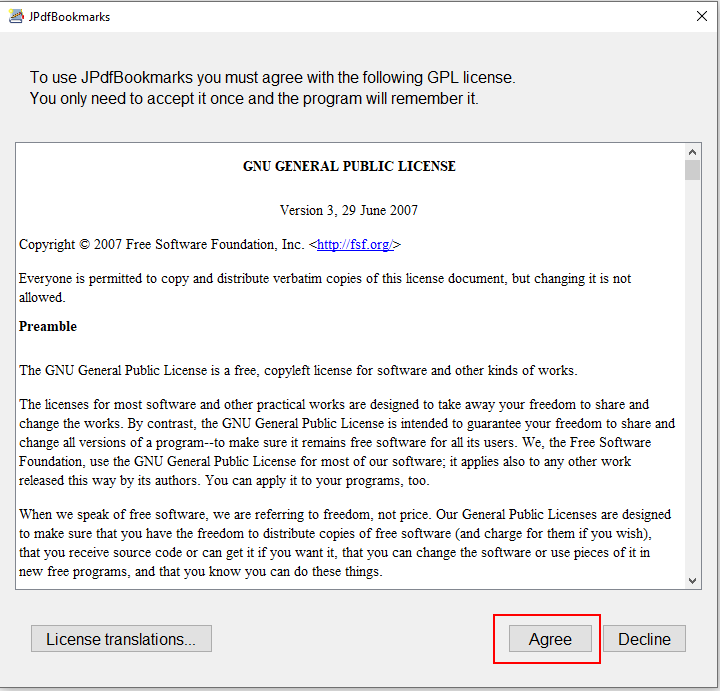 JPdfBookmarks
To use JPdfBookmarks you must agree with the following GPL license.
You only need to accept it once and the program will remember it.
GNU GENERAL PUBLIC LICENSE
Version 3, 29 June 2007
Copyright © 2007 Free Software Foundation, Inc. <http://fsf.org/>
Everyone is permitted to copy and distribute verbatim copies of this license document, but changing it is not
allowed.
Preamble
The GNU General Public License is a free, copyleft license for software and other kinds of works.
The licenses for most software and other practical works are designed to take away your freedom to share and
change the works. By contrast, the GNU General Public License is intended to guarantee your freedom to share and
change all versions of a program--to make sure it remains free software for all its users. We, the Free Software
Foundation, use the GNU General Public License for most of our software; it applies also to any other work
released this way by its authors. You can apply it to your programs, too.
When we speak of free software, we are referring to freedom, not price. Our General Public Licenses are designed
to make sure that you have the freedom to distribute copies of free software (and charge for them if you wish),
that you receive source code or can get it if you want it, that you can change the software or use pieces of it in
new free programs, and that you know you can do these things.
License translations...
Agree
Decline